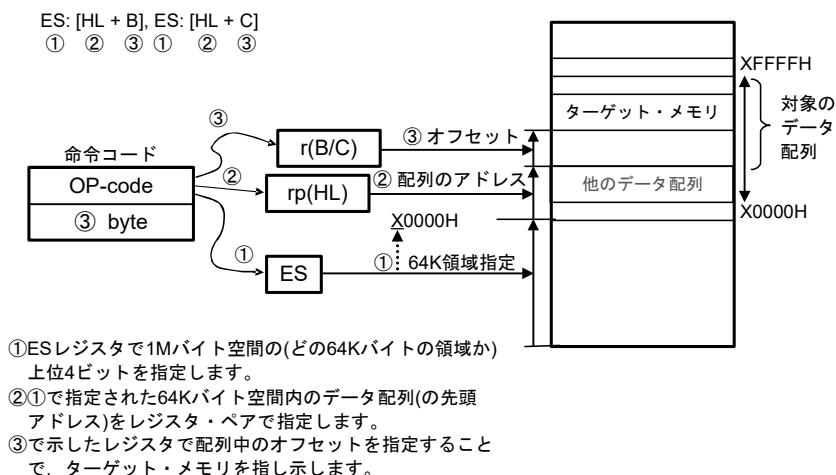 ES: [HL + B], ES: [HL + C]
① ② ③ ① ② ③
XFFFFH
対象の
データ
配列
ターゲット・メモリ
③
r(B/C)
③ オフセット
命令コード
OP-code
③ byte
②
rp(HL)
② 配列のアドレス
他のデータ配列
X0000H
X0000H
①
ES
① 64K領域指定
①ESレジスタで1Mバイト空間の(どの64Kバイトの領域か)
上位4ビットを指定します。
②①で指定された64Kバイト空間内のデータ配列(の先頭
アドレス)をレジスタ・ペアで指定します。
③で示したレジスタで配列中のオフセットを指定すること
で，ターゲット・メモリを指し示します。